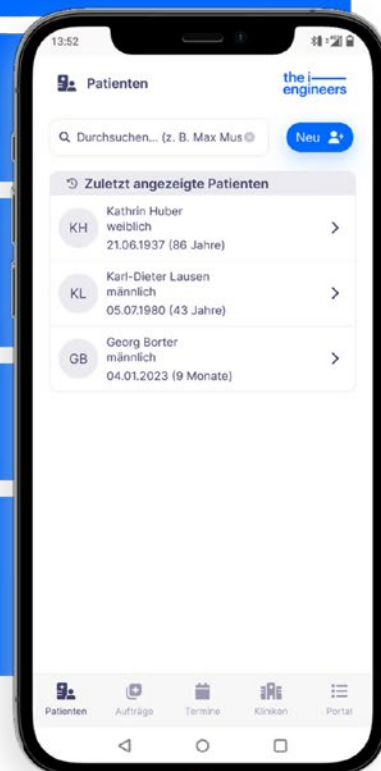 13:52
Patienten
the i
engineers
Durchsuchen... (z. B. Max Mus
Neu
Zuletzt angezeigte Patienten
KH
Kathrin Huber
weiblich
21.06.1937 (86 Jahre)
KL
Karl-Dieter Lausen
männlich
05.07.1980 (43 Jahre)
GB
Georg Borter
männlich
04.01.2023 (9 Monate)
Patienten
Aufträge
Termine
Kliniken
Portal